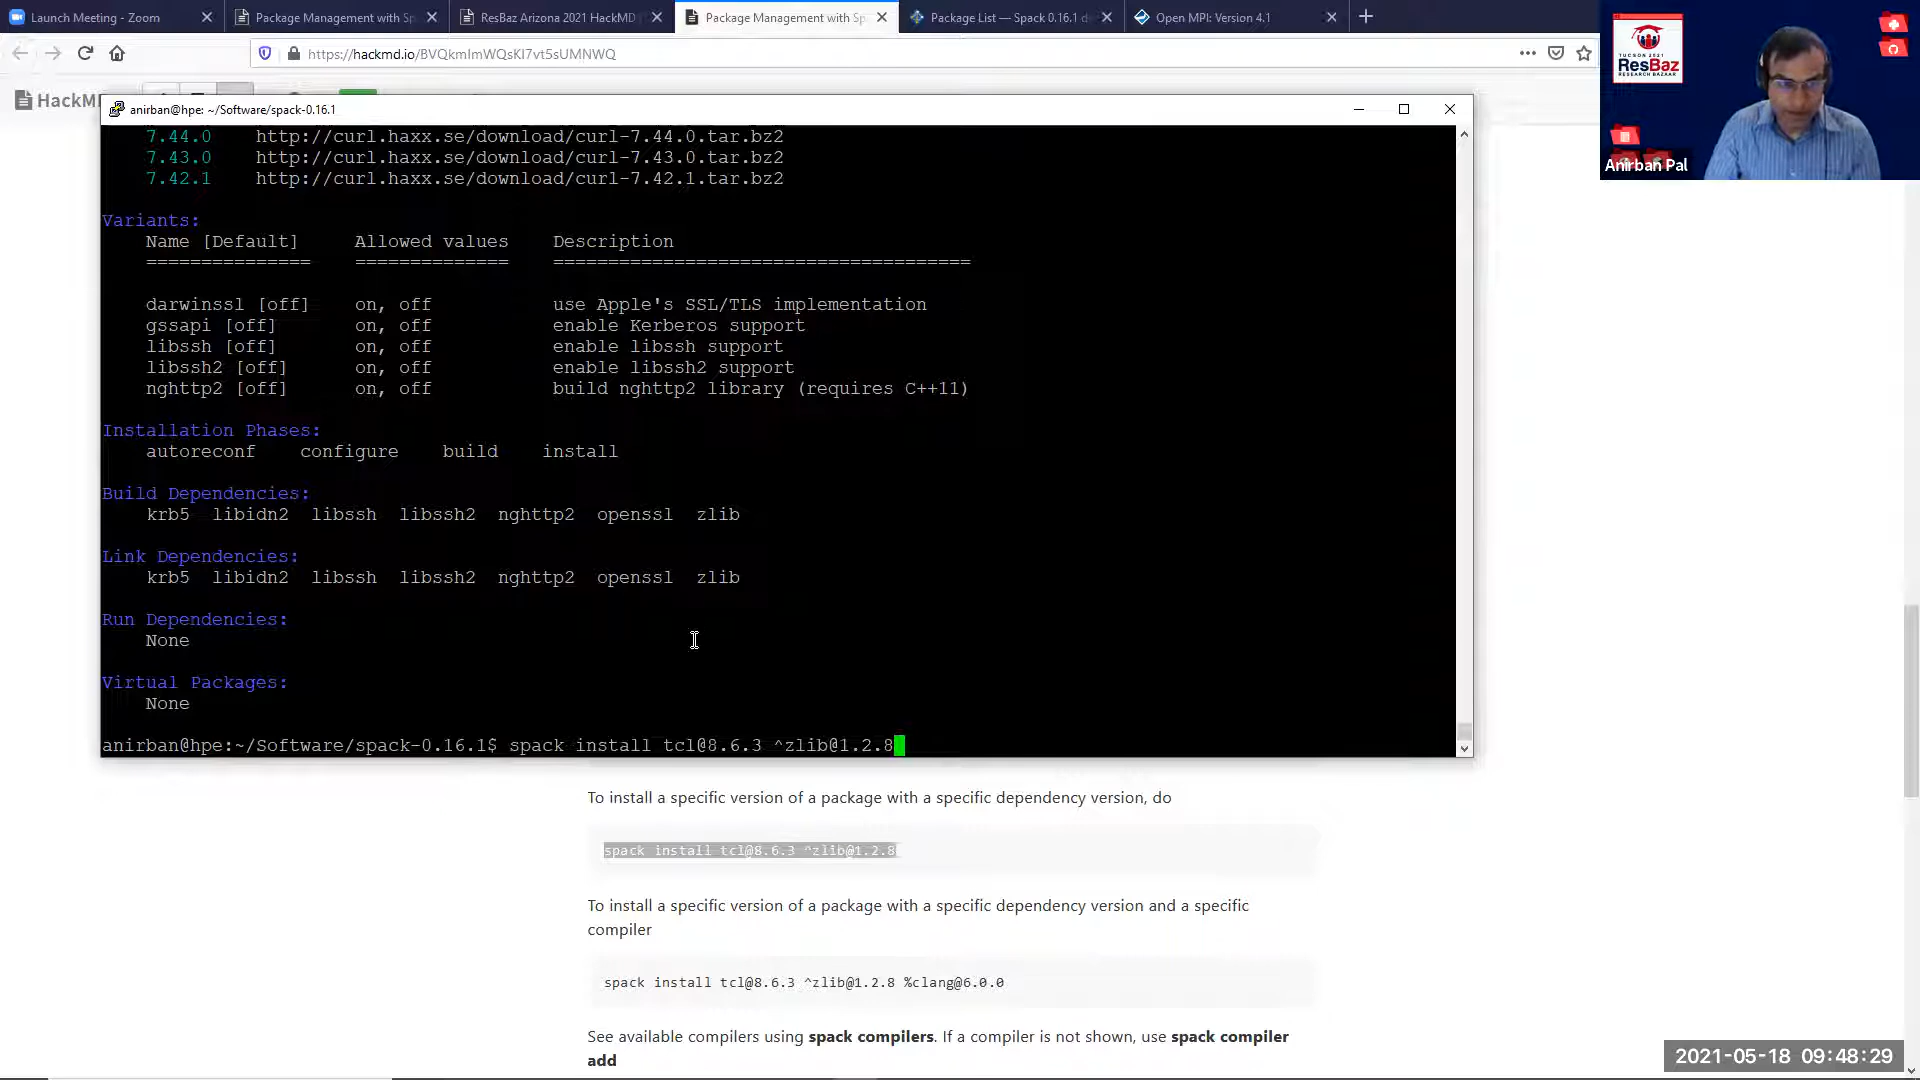 Launch Meeting - Zoom
Package Management with Sp
ResBaz Arizona 2021 HackMD
Package Management with Sp
Package List — Spack 0.16.1 d
Open MPI: Version 4.1
https://hackmd.io/BVQkmImWQsKI7vt5sUMNWQ
HackM
anirban@hpe: ~/Software/spack-0.16.1
7.44.0 http://curl.haxx.se/download/curl-7.44.0.tar.bz2
7.43.0 http://curl.haxx.se/download/curl-7.43.0.tar.bz2
7.42.1 http://curl.haxx.se/download/curl-7.42.1.tar.bz2
Variants:
Name [Default] Allowed values Description
=============== ============== ======================================
darwinssl [off] on, off use Apple's SSL/TLS implementation
gssapi [off] on, off enable Kerberos support
libssh [off] on, off enable libssh support
libssh2 [off] on, off enable libssh2 support
nghttp2 [off] on, off build nghttp2 library (requires C++11)
Installation Phases:
autoreconf configure build install
Build Dependencies:
krb5 libidn2 libssh libssh2 nghttp2 openssl zlib
Link Dependencies:
krb5 libidn2 libssh libssh2 nghttp2 openssl zlib
Run Dependencies:
None
Virtual Packages:
None
anirban@hpe:~/Software/spack-0.16.1$ spack install tcl@8.6.3 ^zlib@1.2.8
To install a specific version of a package with a specific dependency version, do
spack install tcl@8.6.3 ^zlib@1.2.8
To install a specific version of a package with a specific dependency version and a specific
compiler
spack install tcl@8.6.3 ^zlib@1.2.8 %clang@6.0.0
See available compilers using spack compilers. If a compiler is not shown, use spack compiler
add
TUCSON 2021
ResBaz
RESEARCH BAZAAR
Anirban Pal
2021-05-18 09:48:29